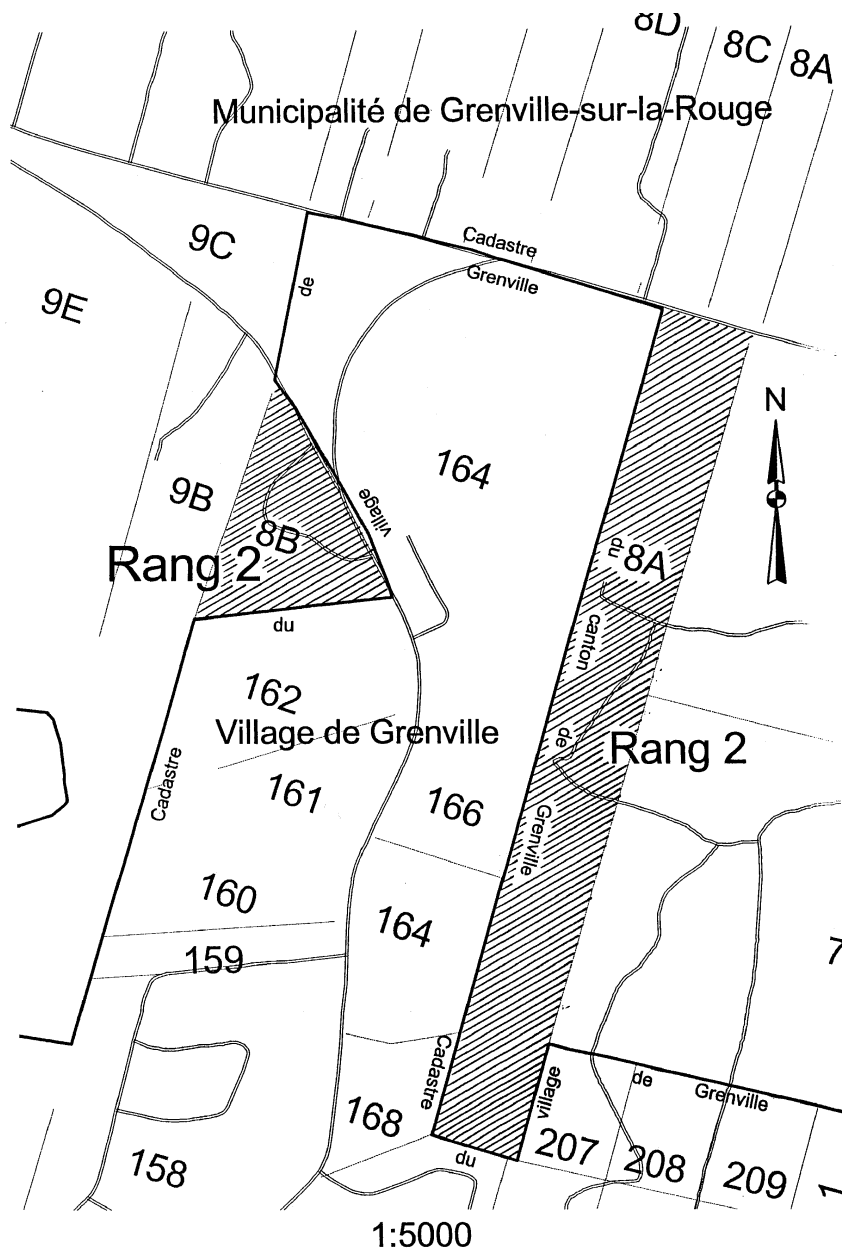 8D
8C
8A
Municipalité de Grenville-sur-la-Rouge
9C
Cadastre
Grenville
de
9E
N
164
9B
village
8B
Rang 2
du
8A
du
canton
162
Village de Grenville
de
Rang 2
Cadastre
161
166
Grenville
160
164
159
7
Cadastre
village
de
Grenville
168
207
208
209
1
du
158
1:5000